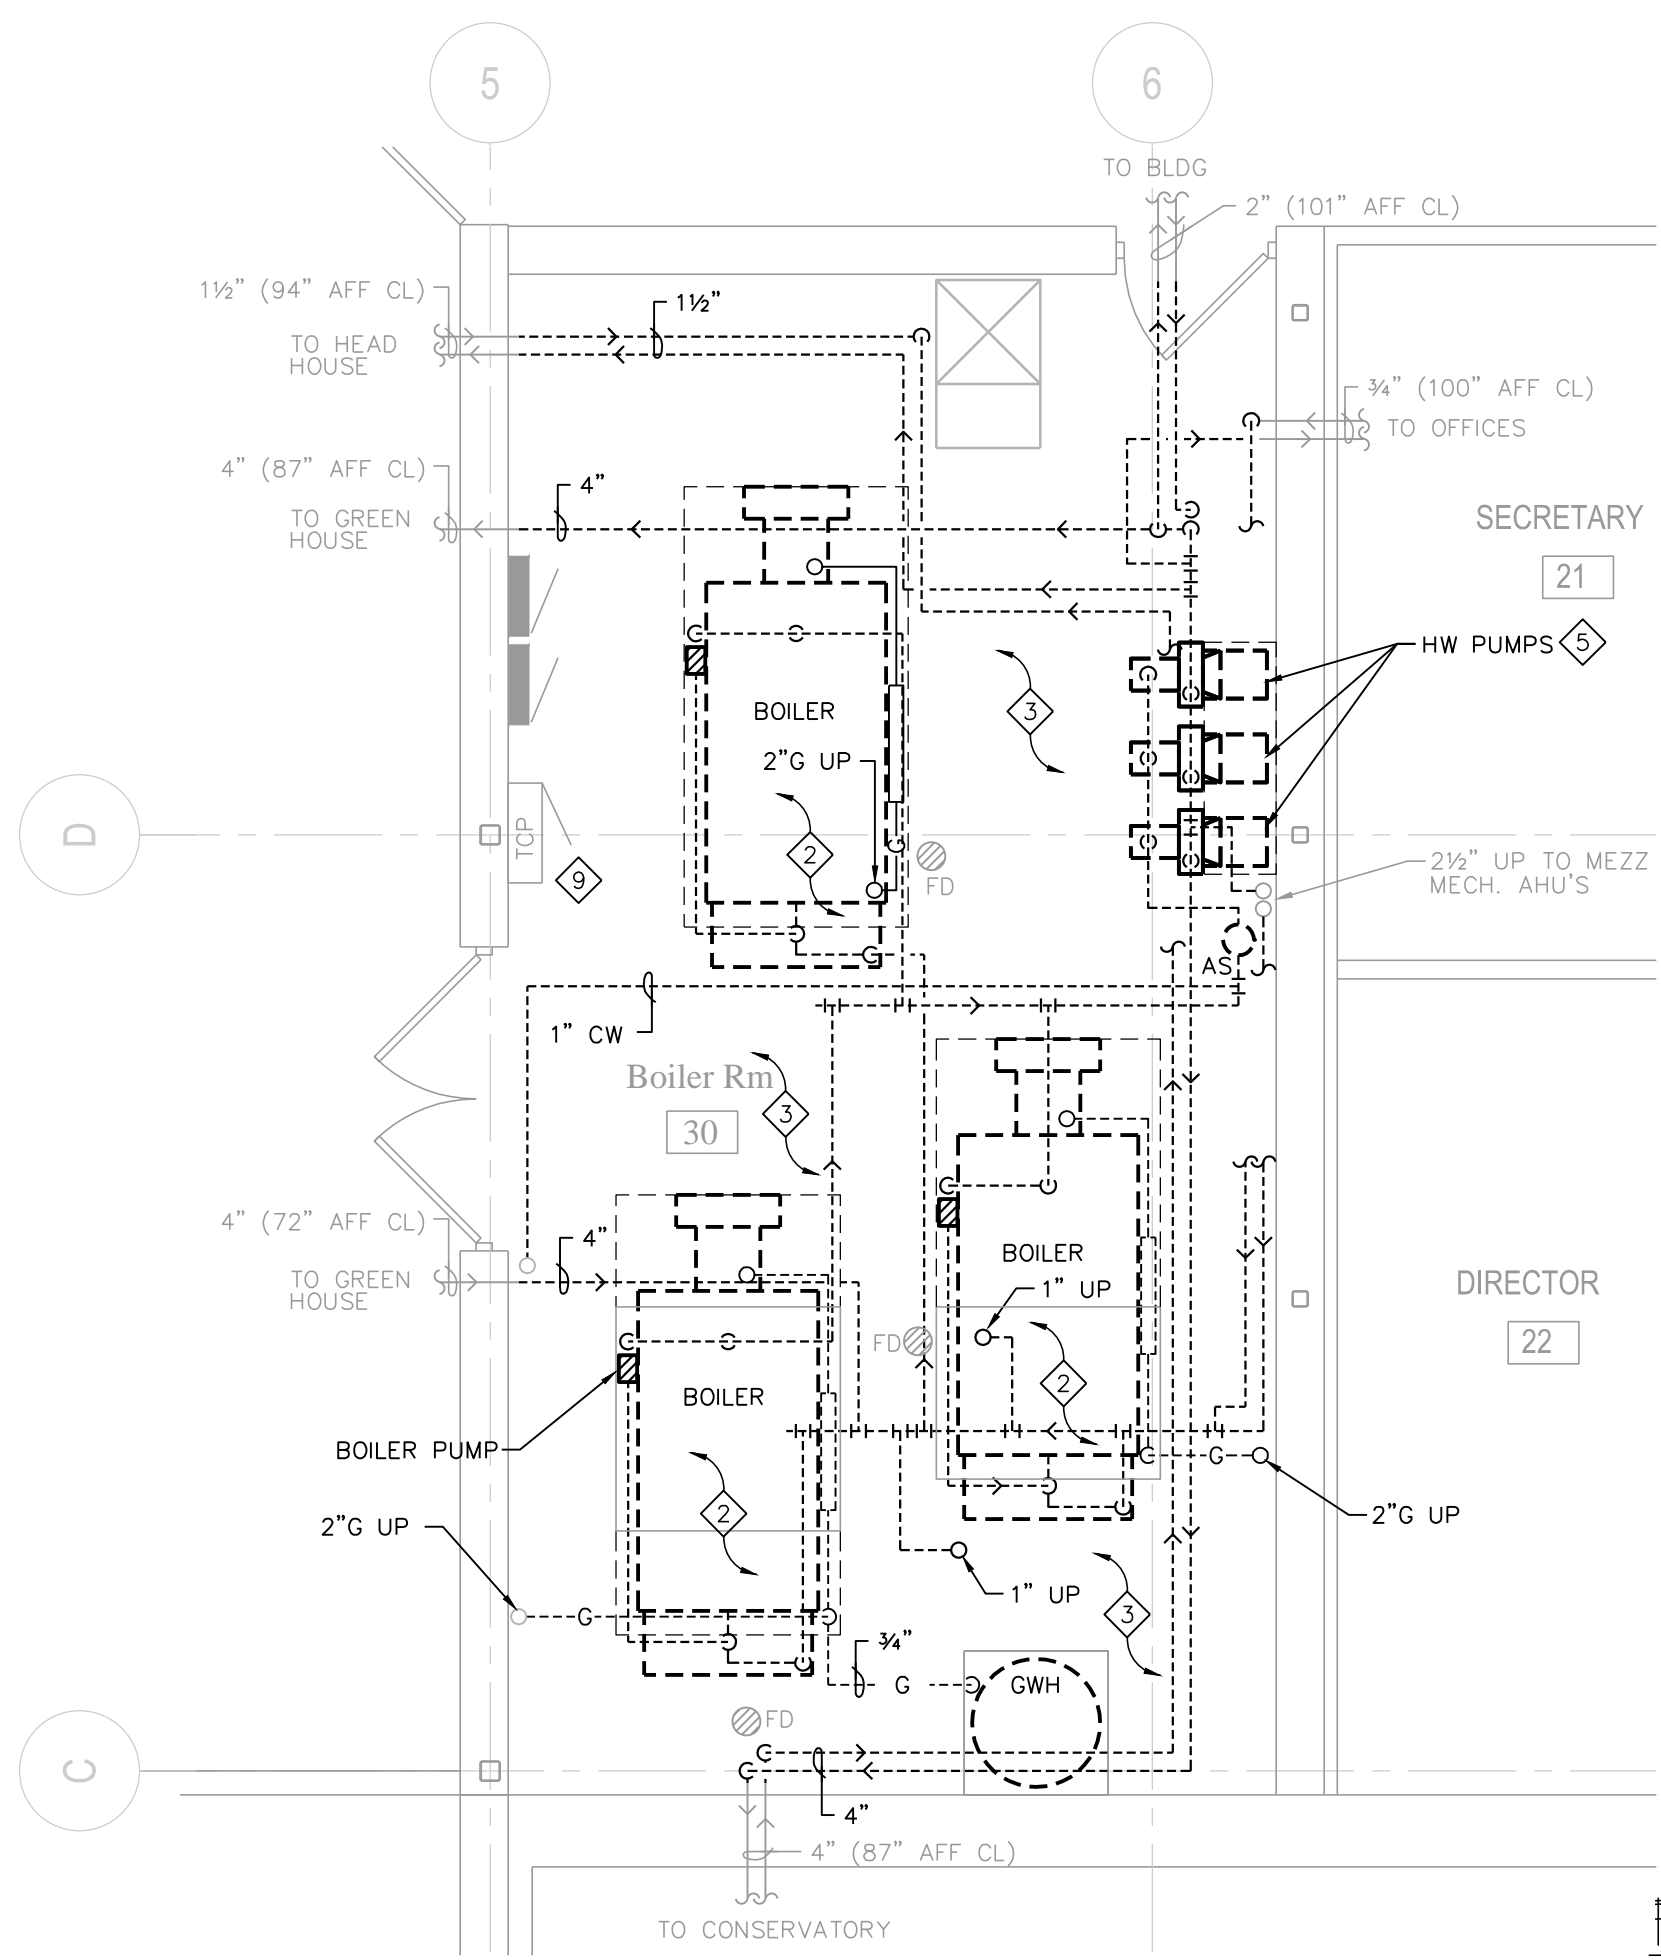 5
6
TO BLDG
2" (101" AFF CL)
1½" (94" AFF CL)
1½"
TO HEAD
HOUSE
¾" (100" AFF CL)
TO OFFICES
4" (87" AFF CL)
4"
TO GREEN
HOUSE
SECRETARY
21
HW PUMPS
5
BOILER
3
2"G UP
D
TCP
2
9
FD
2½" UP TO MEZZ
MECH. AHU'S
AS
1" CW
Boiler Rm
30
3
4" (72" AFF CL)
4"
TO GREEN
HOUSE
BOILER
1" UP
DIRECTOR
22
FD
2
BOILER
BOILER PUMP
G
2"G UP
2
2"G UP
1" UP
3
G
¾"
G
GWH
FD
C
4"
4" (87" AFF CL)
TO CONSERVATORY